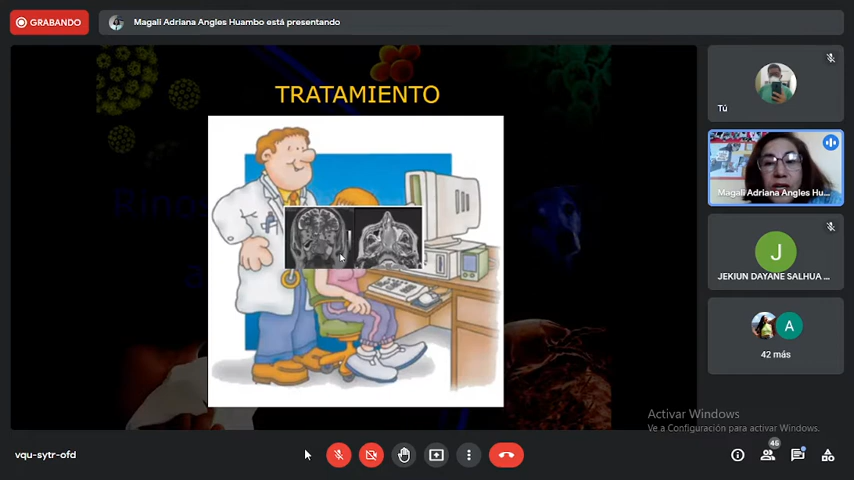 GRABANDO
Magali Adriana Angles Huambo está presentando
TRATAMIENTO
Rinos
a
Tú
Magali Adriana Angles Hu...
J
JEKIUN DAYANE SALHUA ...
A
42 más
Activar Windows
Ve a Configuración para activar Windows.
vqu-sytr-ofd
46